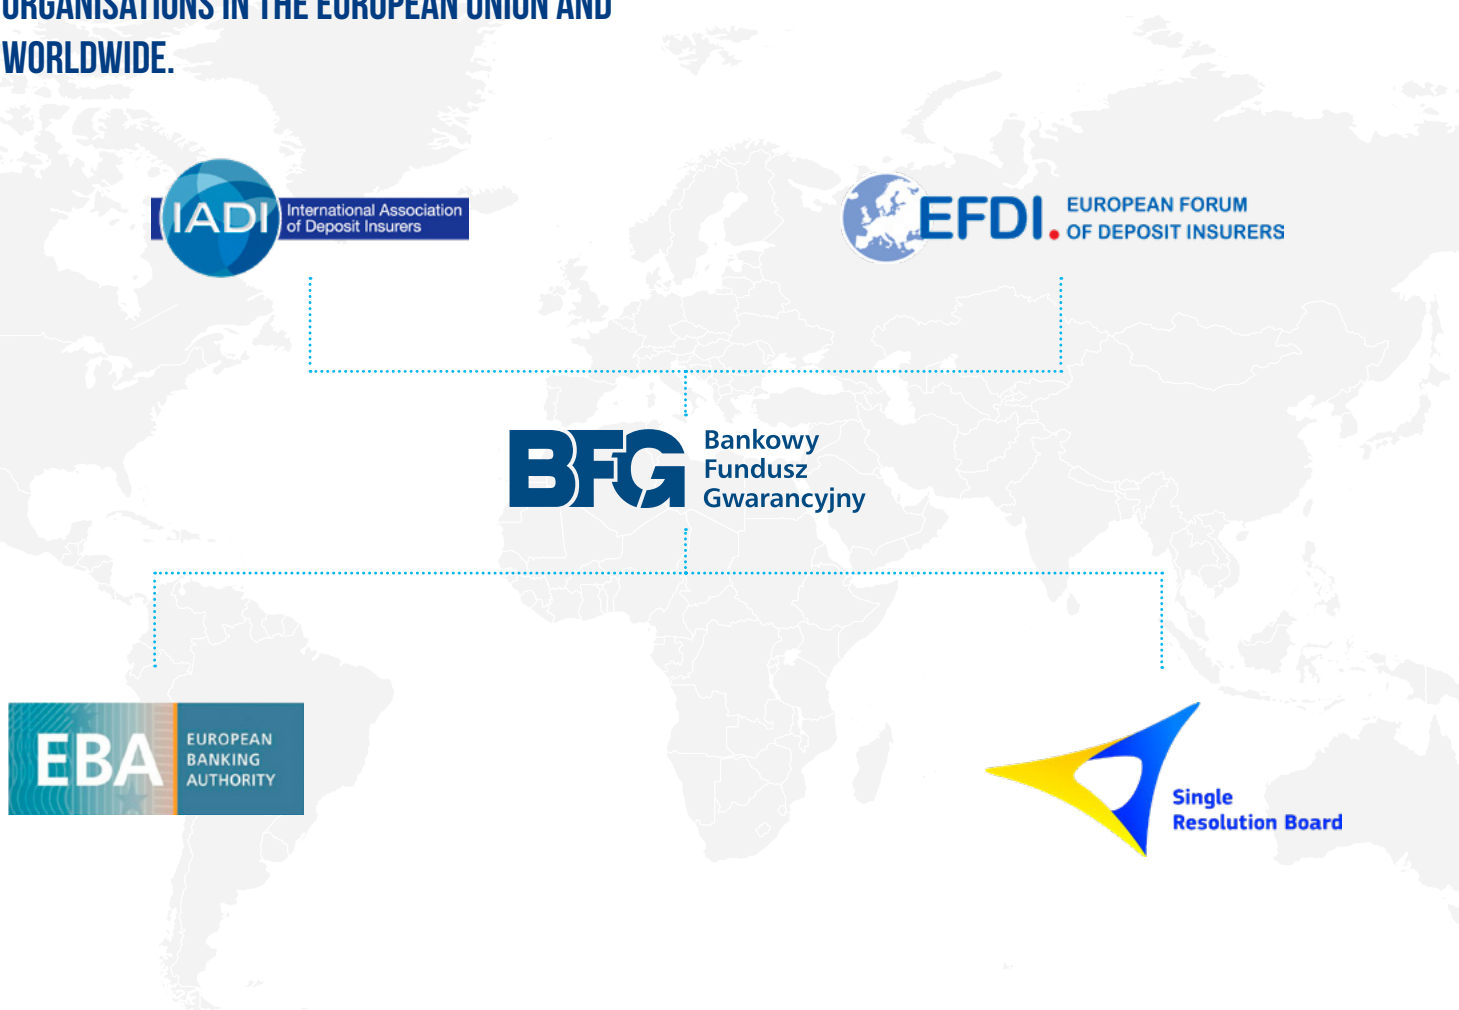 ORGANISATIONS IN THE EUROPEAN UNION AND
WORLDWIDE.
IADI
International Association
of Deposit Insurers
EFDI.
EUROPEAN FORUM
OF DEPOSIT INSURERS
BFG
Bankowy
Fundusz
Gwarancyjny
EBA
EUROPEAN
BANKING
AUTHORITY
Single
Resolution Board